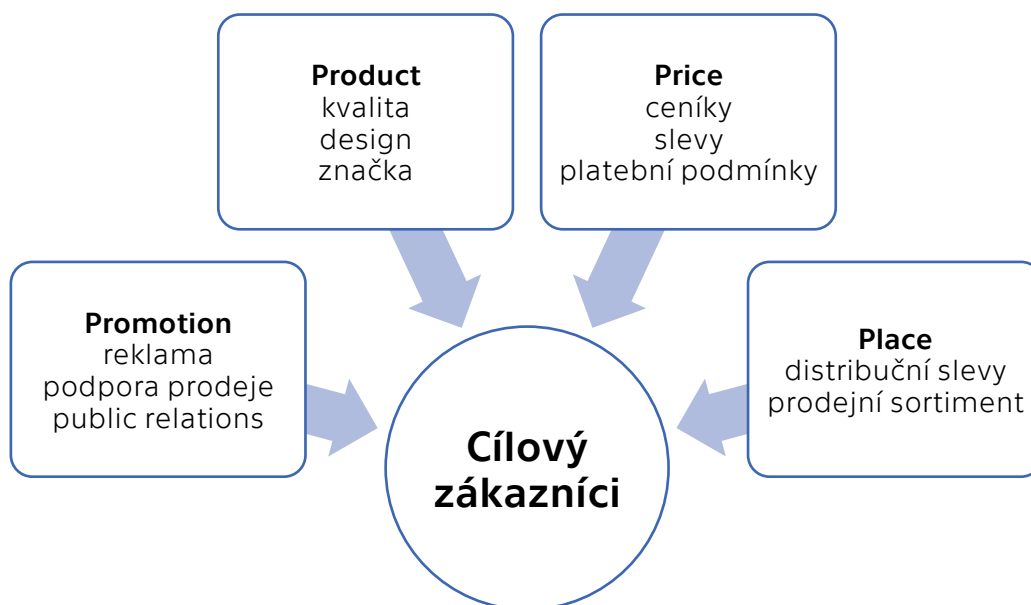 Product
kvalita
design
značka
Price
ceníky
slevy
platební podmínky
Promotion
reklama
podpora prodeje
public relations
Place
distribuční slevy
prodejní sortiment
Cílový
zákazníci